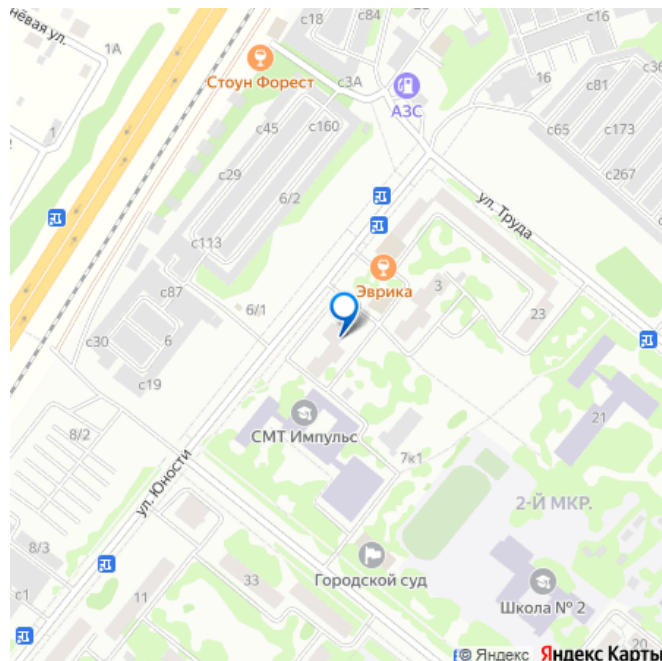 нёвая ул.
1А
с18
с84
с16
Стоун Форест
с3А
АЗС
16
с81
с36
1
2
с45
с160
с65
с173
с29
6/2
с267
ул. Труда
с113
Эврика
3
с87
6/1
23
с30
6
с19
21
СМТ Импульс
8/2
7к1
ул. Юности
2-Й МКР.
8/3
Городской суд
33
Школа № 2
с1
11
20
© Яндекс Яндекс Карты